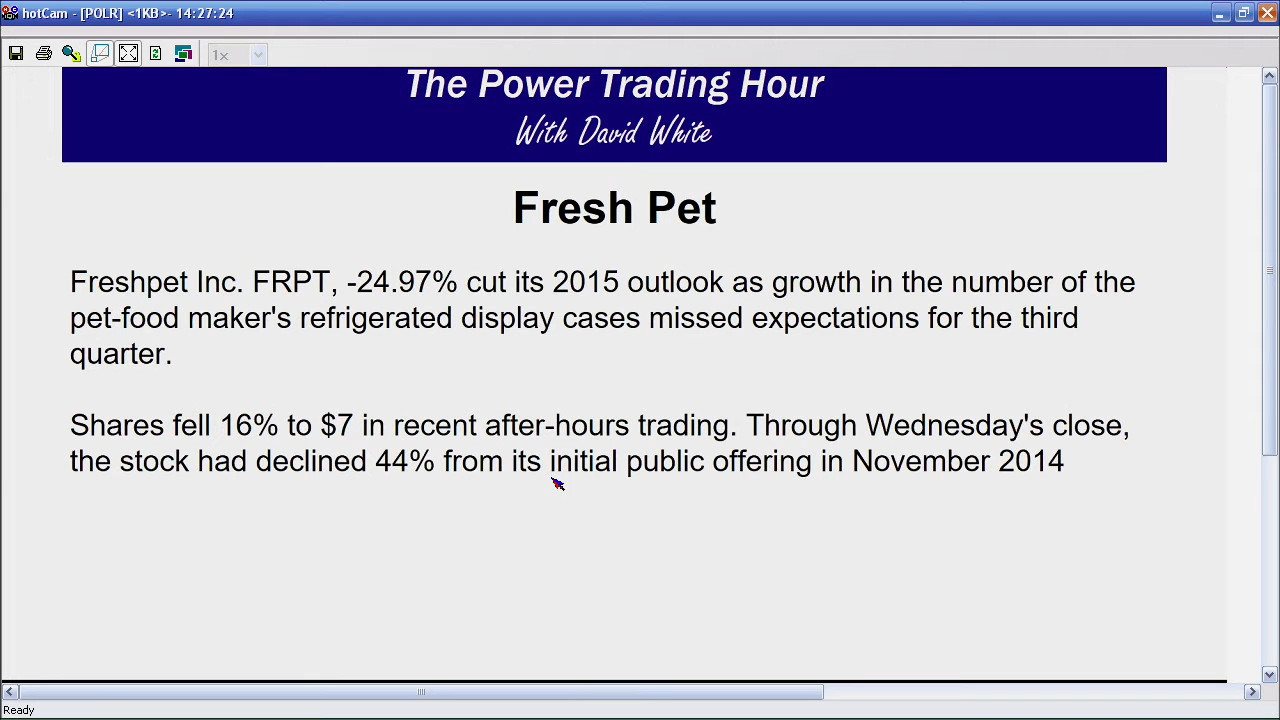 hotCam - [POLR] <1KB>- 14:27:24
1x
The Power Trading Hour
With David White
Fresh Pet
Freshpet Inc. FRPT, -24.97% cut its 2015 outlook as growth in the number of the
pet-food maker's refrigerated display cases missed expectations for the third
quarter.
Shares fell 16% to $7 in recent after-hours trading. Through Wednesday's close,
the stock had declined 44% from its initial public offering in November 2014
Ready